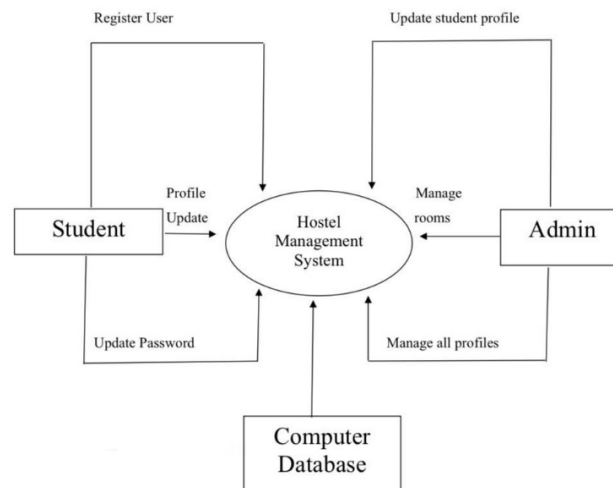 Register User
Update student profile
Profile
Update
Manage
rooms
Student
Hostel
Management
System
Admin
Update Password
Manage all profiles
Computer
Database